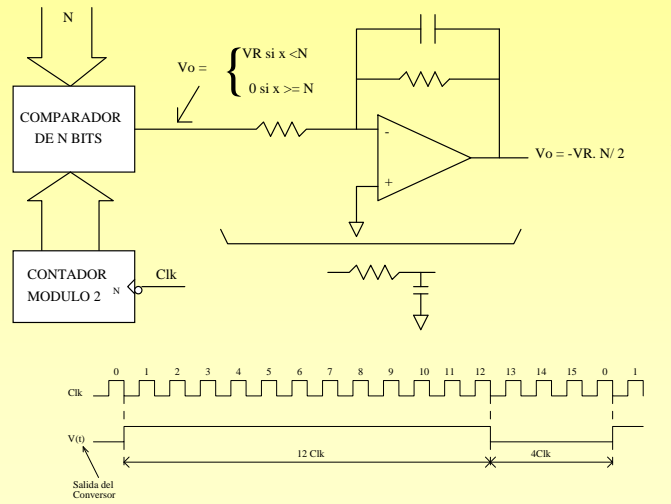 N
Vo =
VR si x <N
0 si x >= N
COMPARADOR
DE N BITS
-
+
Vo = -VR. N/ 2
CONTADOR
MODULO 2 N
Clk
0 1 2 3 4 5 6 7 8 9 10 11 12 13 14 15 0 1
Clk
V(t)
12 Clk
4Clk
Salida del
Conversor